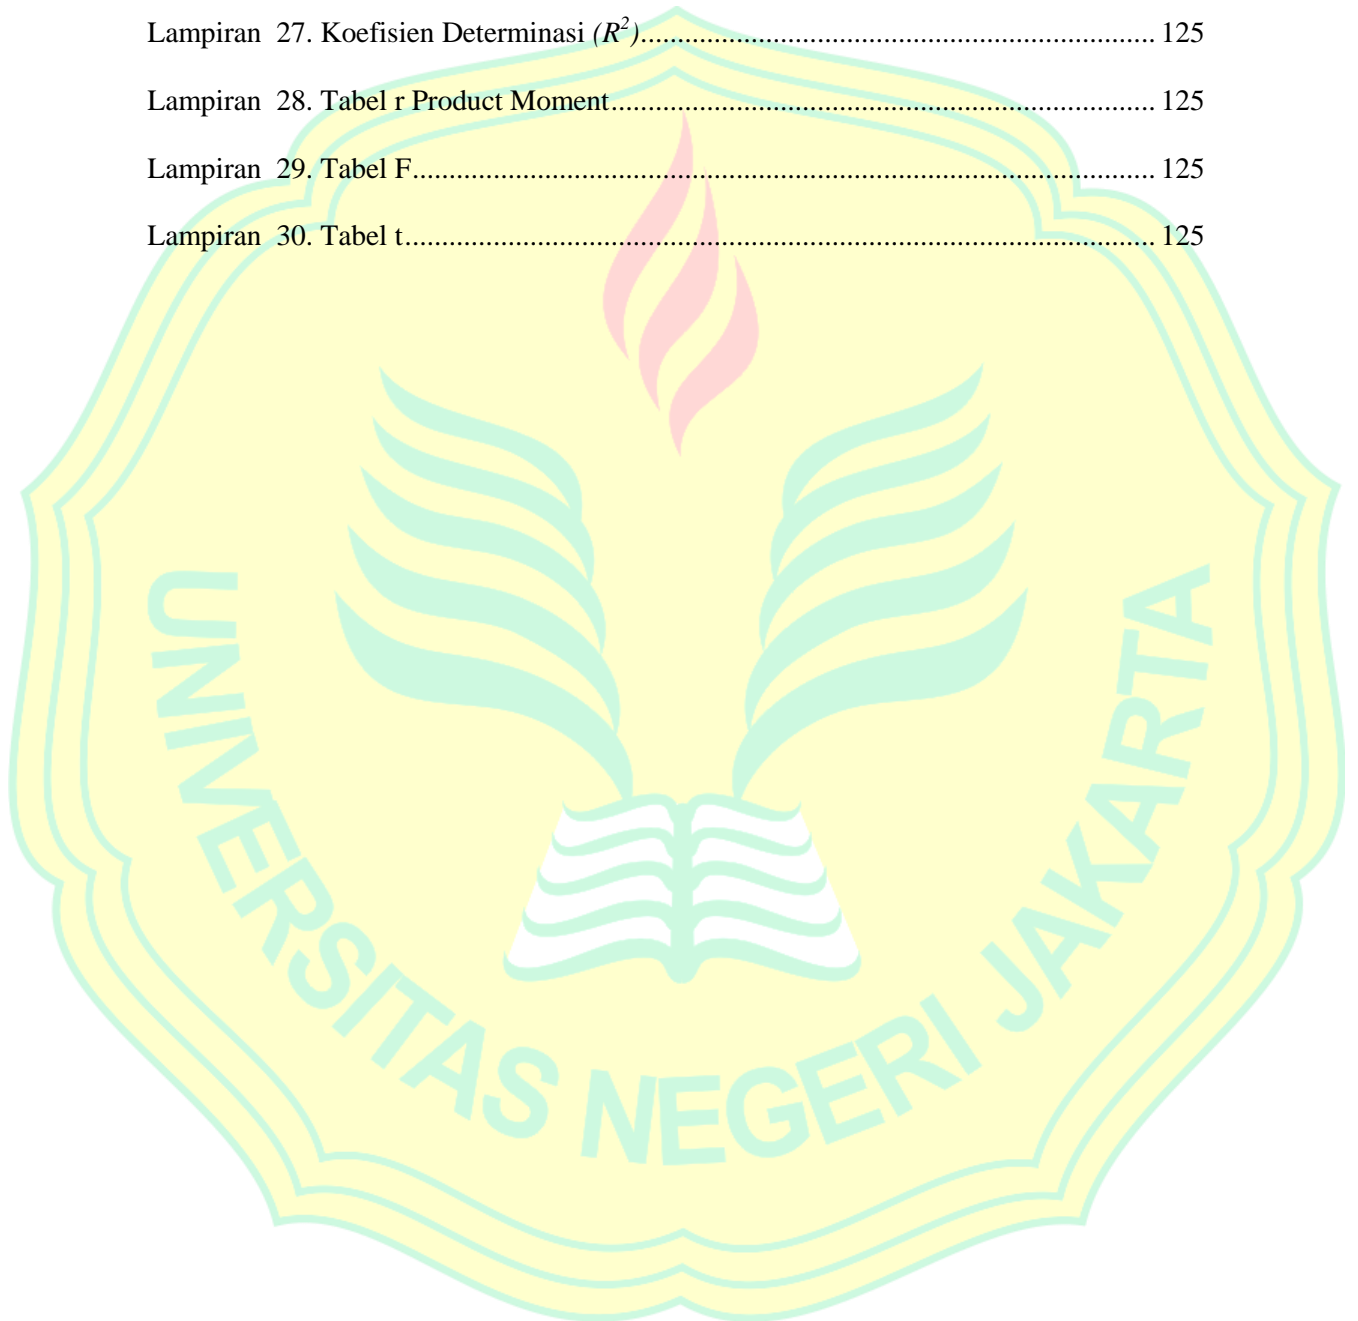 Lampiran 27. Koefisien Determinasi (R²)...................................................................... 125
Lampiran 28. Tabel r Product Moment.......................................................................... 125
Lampiran 29. Tabel F.................................................................................................... 125
Lampiran 30. Tabel t..................................................................................................... 125
UNIVERSITAS NEGERI JAKARTA